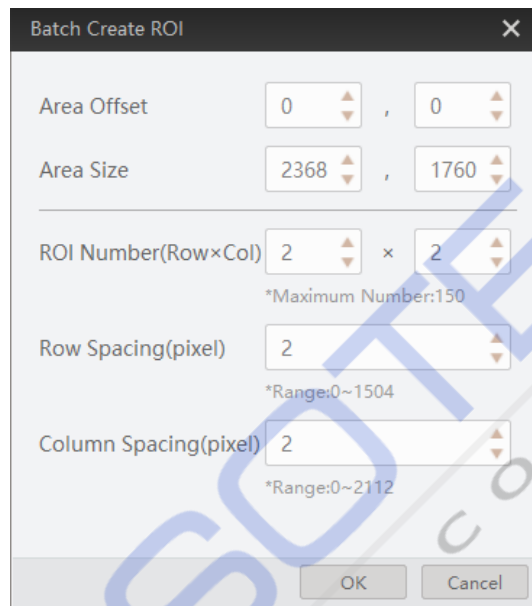 Batch Create ROI
Area Offset 0 , 0
Area Size 2368 , 1760
ROI Number(Row×Col) 2 × 2
*Maximum Number:150
Row Spacing(pixel) 2
*Range:0~1504
Column Spacing(pixel) 2
*Range:0~2112
OK Cancel